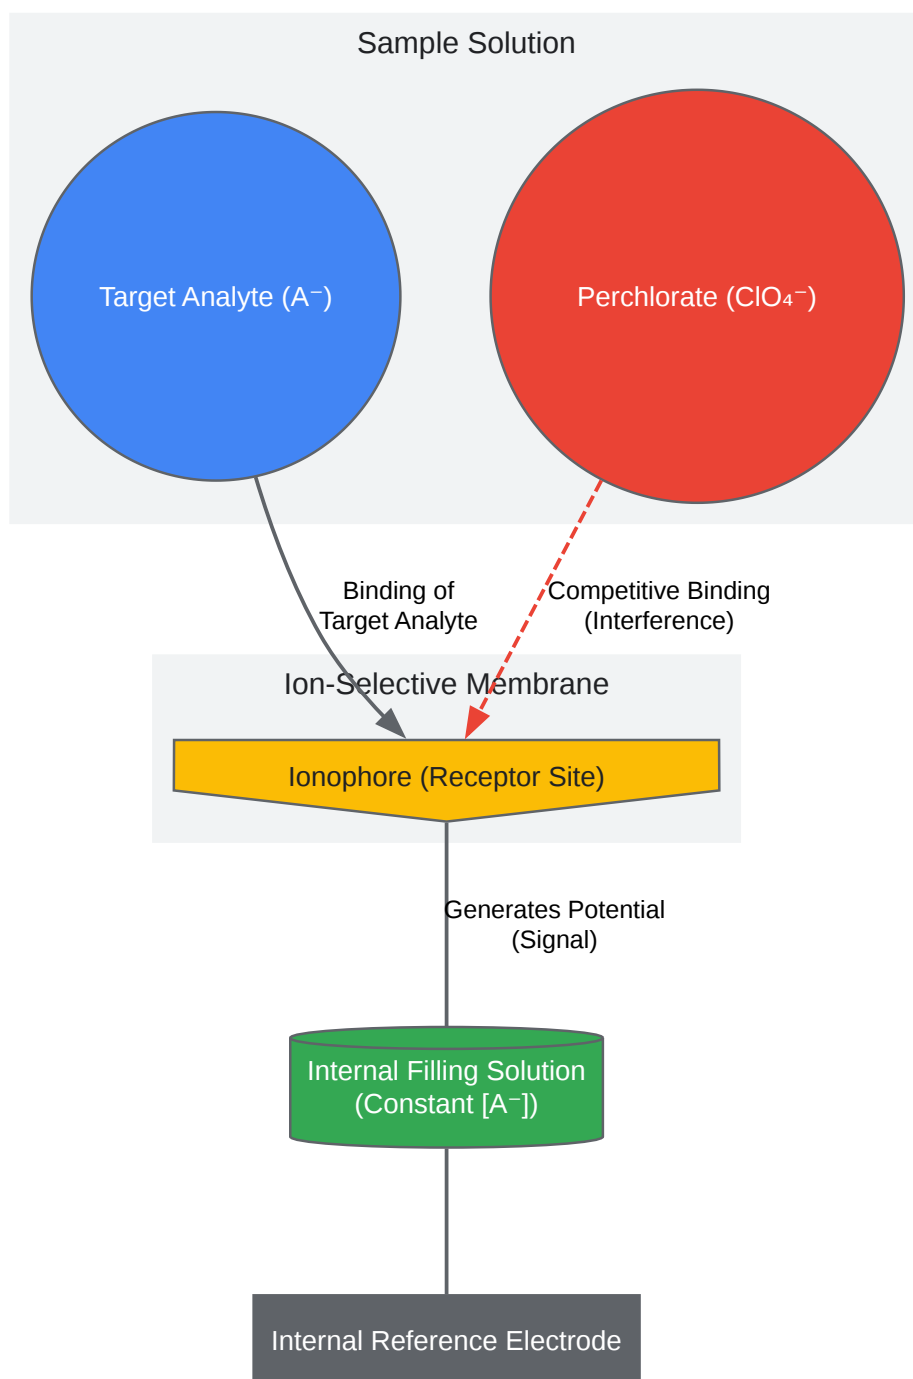 Sample Solution
Target Analyte (A⁻)
Perchlorate (ClO₄⁻)
Binding of
Target Analyte
Competitive Binding
(Interference)
Ion-Selective Membrane
Ionophore (Receptor Site)
Generates Potential
(Signal)
Internal Filling Solution
(Constant [A⁻])
Internal Reference Electrode